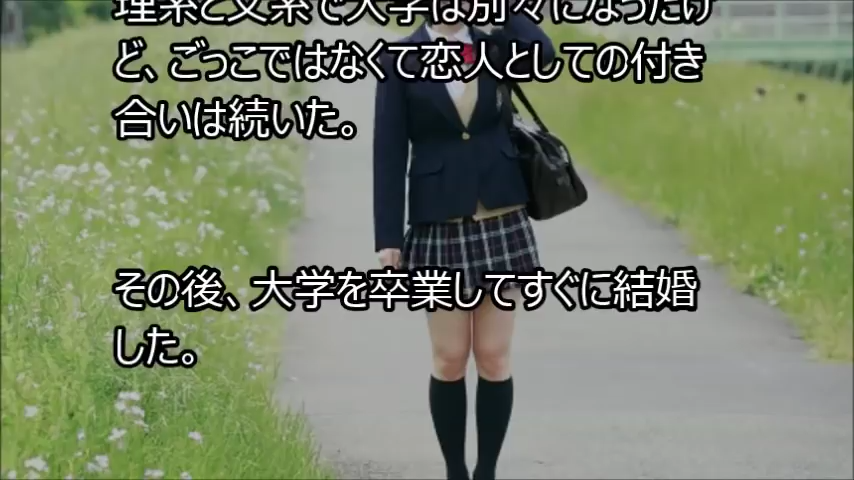 理系と文系で大学は別々になったけ
ど、ごっこではなくて恋人としての付き
合いは続いた。
その後、大学を卒業してすぐに結婚
した。